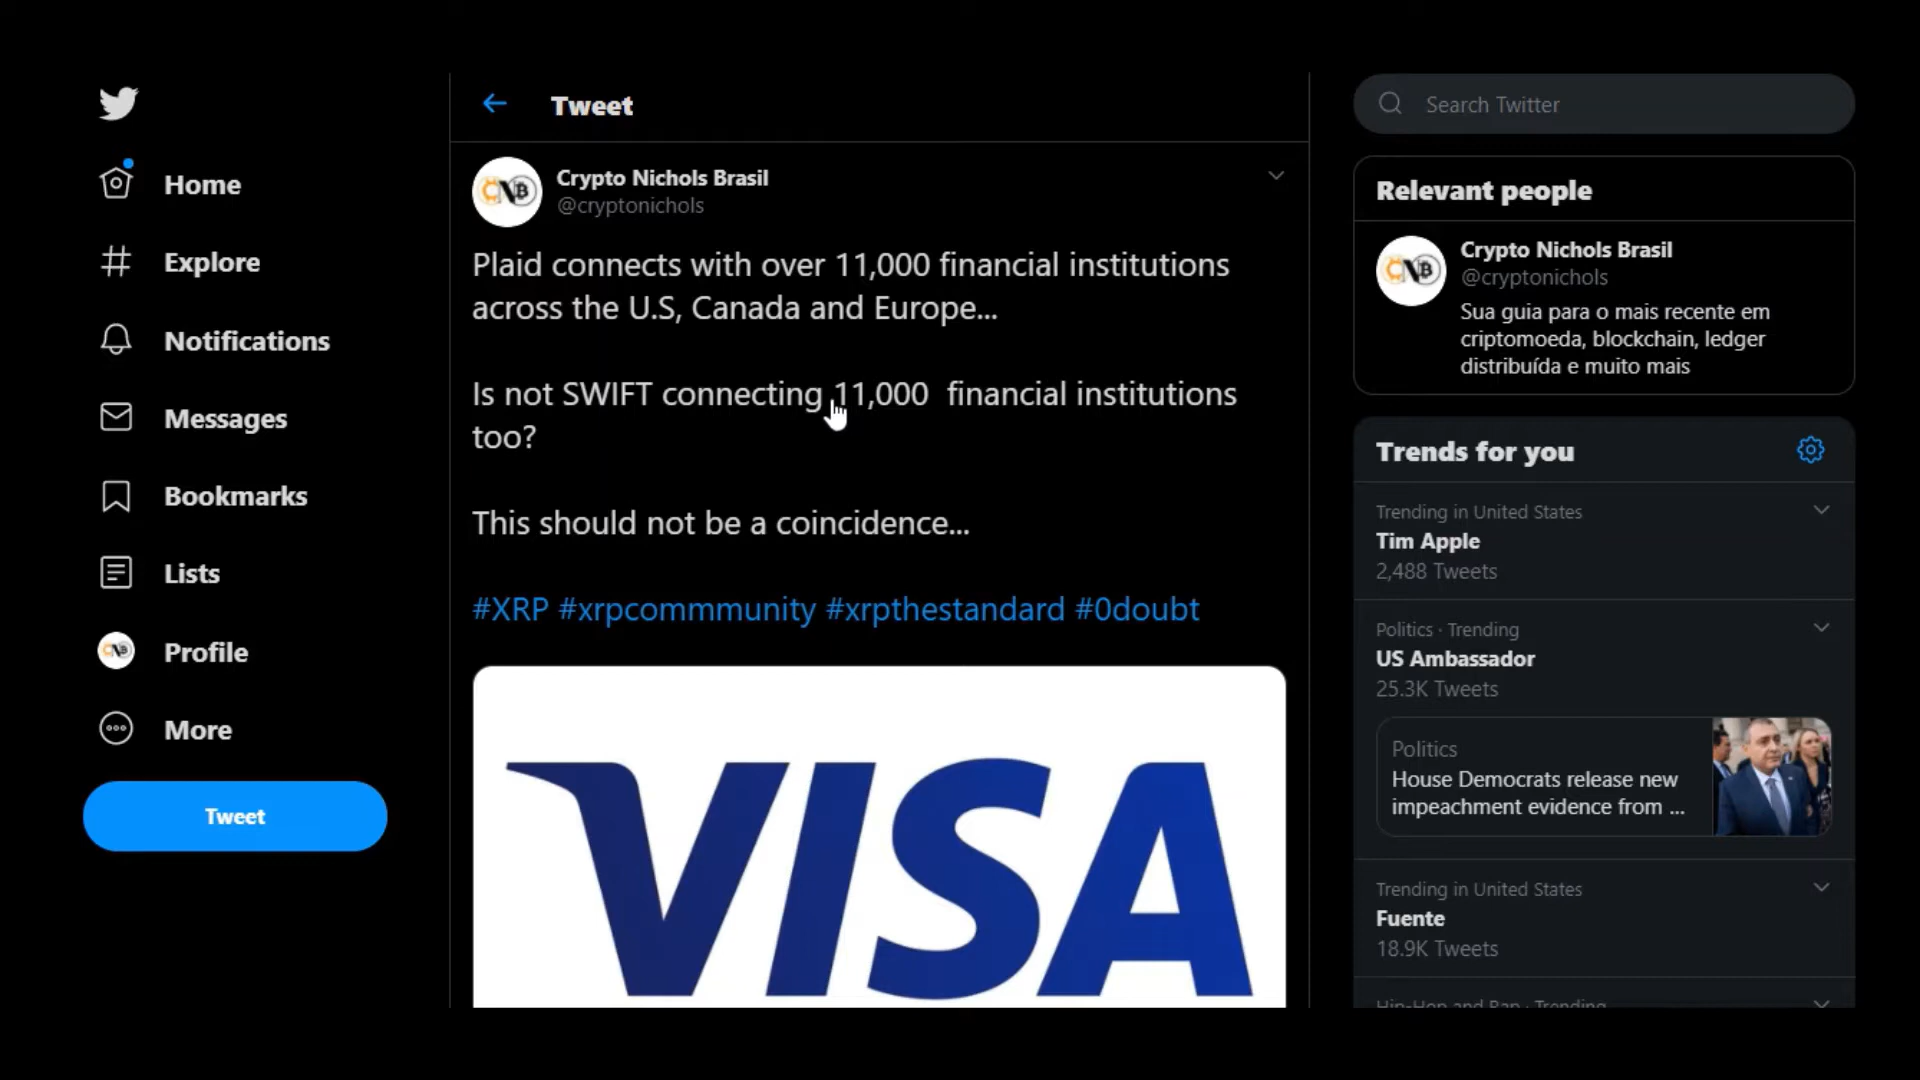 Home
Explore
Notifications
Messages
Bookmarks
Lists
Profile
More
Tweet
Tweet
Crypto Nichols Brasil
@cryptonichols
Plaid connects with over 11,000 financial institutions
across the U.S, Canada and Europe...
Is not SWIFT connecting 11,000 financial institutions
too?
This should not be a coincidence...
#XRP #xrpcommmunity #xrpthestandard #0doubt
VISA
Search Twitter
Relevant people
Crypto Nichols Brasil
@cryptonichols
Sua guia para o mais recente em
criptomoeda, blockchain, ledger
distribuída e muito mais
Trends for you
Trending in United States
Tim Apple
2,488 Tweets
Politics · Trending
US Ambassador
25.3K Tweets
Politics
House Democrats release new
impeachment evidence from ...
Trending in United States
Fuente
18.9K Tweets
Hip-Hop and Rap · Trending